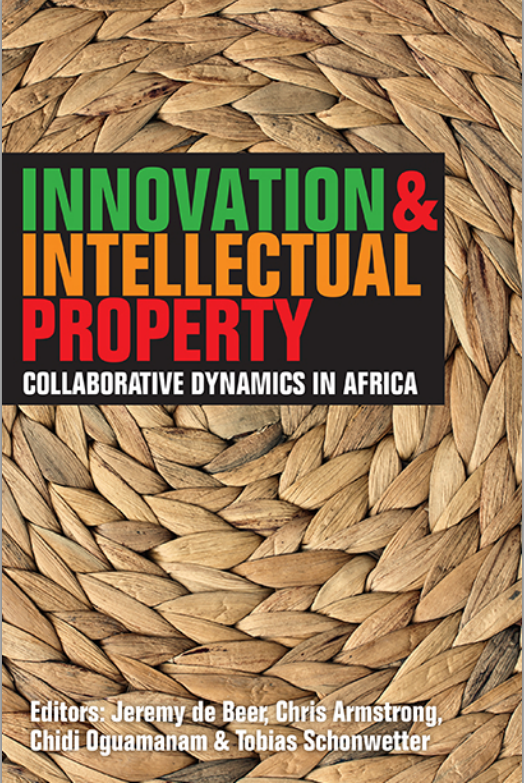 INNOVATION &
INTELLECTUAL
PROPERTY
COLLABORATIVE DYNAMICS IN AFRICA
Editors: Jeremy de Beer, Chris Armstrong,
Chidi Oguamanam & Tobias Schonwetter